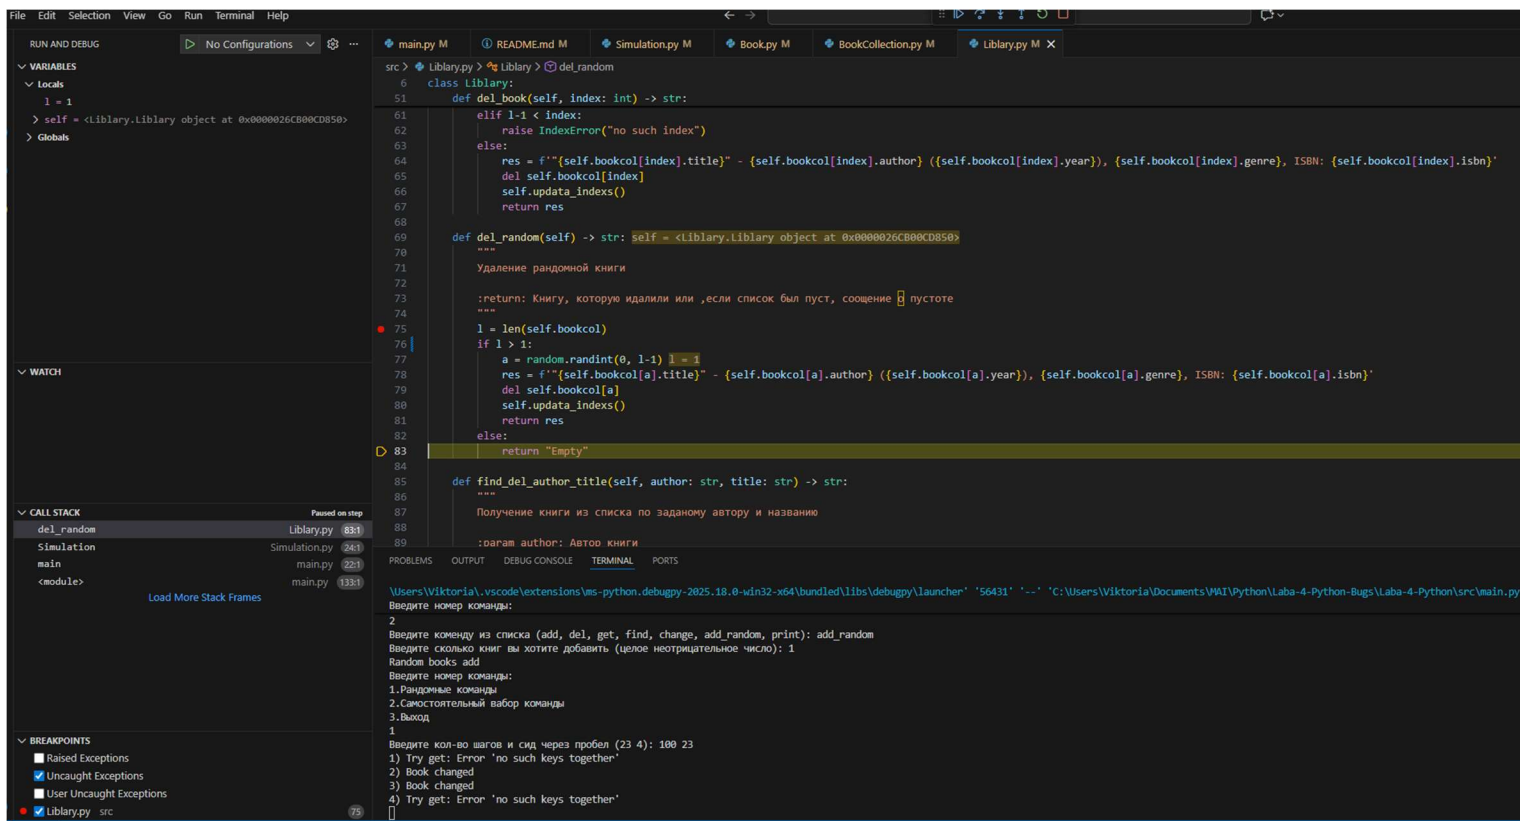 File Edit Selection View Go Run Terminal Help
RUN AND DEBUG No Configurations
main.py M README.md M Simulation.py M Book.py M BookCollection.py M Liblary.py M
VARIABLES
Locals
l = 1
self = <Liblary.Liblary object at 0x0000026CB00CD850>
Globals
WATCH
CALL STACK Paused on step
del_random Liblary.py 83:1
Simulation Simulation.py 24:1
main main.py 22:1
<module> main.py 133:1
Load More Stack Frames
BREAKPOINTS
Raised Exceptions
Uncaught Exceptions
User Uncaught Exceptions
Liblary.py src 75
src > Liblary.py > Liblary > del_random
6 class Liblary:
51 def del_book(self, index: int) -> str:
61 elif l-1 < index:
62 raise IndexError("no such index")
63 else:
64 res = f'"{self.bookcol[index].title}" - {self.bookcol[index].author} ({self.bookcol[index].year}), {self.bookcol[index].genre}, ISBN: {self.bookcol[index].isbn}'
65 del self.bookcol[index]
66 self.updata_indexs()
67 return res
68
69 def del_random(self) -> str: self = <Liblary.Liblary object at 0x0000026CB00CD850>
70 """
71 Удаление рандомной книги
72
73 :return: Книгу, которую идалили или ,если список был пуст, соощение о пустоте
74 """
75 l = len(self.bookcol)
76 if l > 1:
77 a = random.randint(0, l-1) l = 1
78 res = f'"{self.bookcol[a].title}" - {self.bookcol[a].author} ({self.bookcol[a].year}), {self.bookcol[a].genre}, ISBN: {self.bookcol[a].isbn}'
79 del self.bookcol[a]
80 self.updata_indexs()
81 return res
82 else:
83 return "Empty"
84
85 def find_del_author_title(self, author: str, title: str) -> str:
86 """
87 Получение книги из списка по заданому автору и названию
88
89 :param author: Автор книги
PROBLEMS OUTPUT DEBUG CONSOLE TERMINAL PORTS
\Users\Viktoria\.vscode\extensions\ms-python.debugpy-2025.18.0-win32-x64\bundled\libs\debugpy\launcher' '56431' '--' 'C:\Users\Viktoria\Documents\MAI\Python\Laba-4-Python-Bugs\Laba-4-Python\src\main.py
Введите номер команды:
2
Введите коменду из списка (add, del, get, find, change, add_random, print): add_random
Введите сколько книг вы хотите добавить (целое неотрицательное число): 1
Random books add
Введите номер команды:
1.Рандомные команды
2.Самостоятельный вабор команды
3.Выход
1
Введите кол-во шагов и сид через пробел (23 4): 100 23
1) Try get: Error 'no such keys together'
2) Book changed
3) Book changed
4) Try get: Error 'no such keys together'